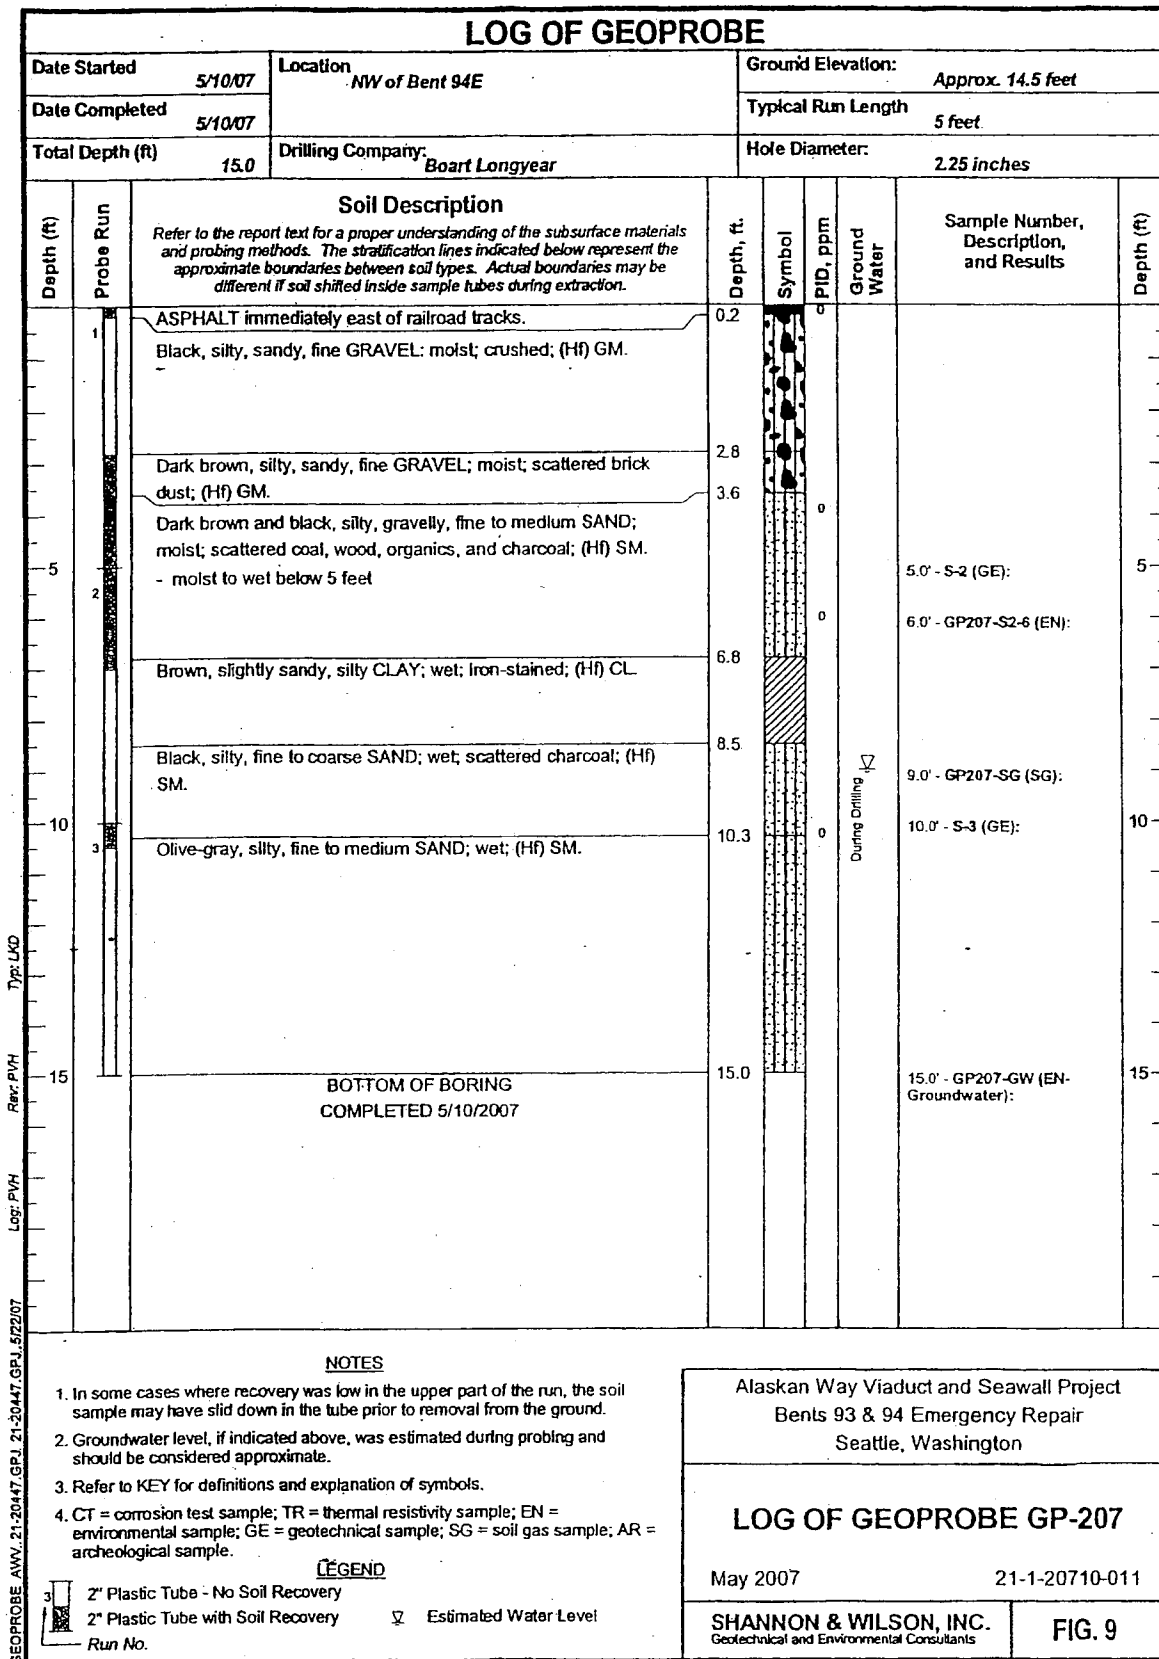 LOG OF GEOPROBE
Date Started 5/10/07
Location NW of Bent 94E
Ground Elevation: Approx. 14.5 feet
Date Completed 5/10/07
Typical Run Length 5 feet
Total Depth (ft) 15.0
Drilling Company: Boart Longyear
Hole Diameter: 2.25 inches
Depth (ft)
Probe Run
Soil Description
Refer to the report text for a proper understanding of the subsurface materials
and probing methods. The stratification lines indicated below represent the
approximate boundaries between soil types. Actual boundaries may be
different if soil shifted inside sample tubes during extraction.
Depth, ft.
Symbol
PID, ppm
Ground
Water
Sample Number,
Description,
and Results
Depth (ft)
ASPHALT immediately east of railroad tracks.
0.2
0
1
Black, silty, sandy, fine GRAVEL: moist; crushed; (Hf) GM.
2.8
Dark brown, silty, sandy, fine GRAVEL; moist; scattered brick
dust; (Hf) GM.
3.6
0
Dark brown and black, silty, gravelly, fine to medium SAND;
moist; scattered coal, wood, organics, and charcoal; (Hf) SM.
5
- moist to wet below 5 feet
5.0' - S-2 (GE):
5
2
0
6.0' - GP207-S2-6 (EN):
6.8
Brown, slightly sandy, silty CLAY; wet; iron-stained; (Hf) CL.
8.5
Black, silty, fine to coarse SAND; wet; scattered charcoal; (Hf)
SM.
During Drilling
9.0' - GP207-SG (SG):
10
10.3
0
10.0' - S-3 (GE):
10
3
Olive-gray, silty, fine to medium SAND; wet; (Hf) SM.
15
BOTTOM OF BORING
COMPLETED 5/10/2007
15.0
15.0' - GP207-GW (EN-
Groundwater):
15
Typ: LKD
Rev: PVH
Log: PVH
GEOPROBE_AWV..21-20447.GPJ 21-20447.GPJ..5/22/07
NOTES
1. In some cases where recovery was low in the upper part of the run, the soil
sample may have slid down in the tube prior to removal from the ground.
2. Groundwater level, if indicated above, was estimated during probing and
should be considered approximate.
3. Refer to KEY for definitions and explanation of symbols.
4. CT = corrosion test sample; TR = thermal resistivity sample; EN =
environmental sample; GE = geotechnical sample; SG = soil gas sample; AR =
archeological sample.
LEGEND
3
2" Plastic Tube - No Soil Recovery
2" Plastic Tube with Soil Recovery
Estimated Water Level
Run No.
Alaskan Way Viaduct and Seawall Project
Bents 93 & 94 Emergency Repair
Seattle, Washington
LOG OF GEOPROBE GP-207
May 2007
21-1-20710-011
SHANNON & WILSON, INC.
Geotechnical and Environmental Consultants
FIG. 9